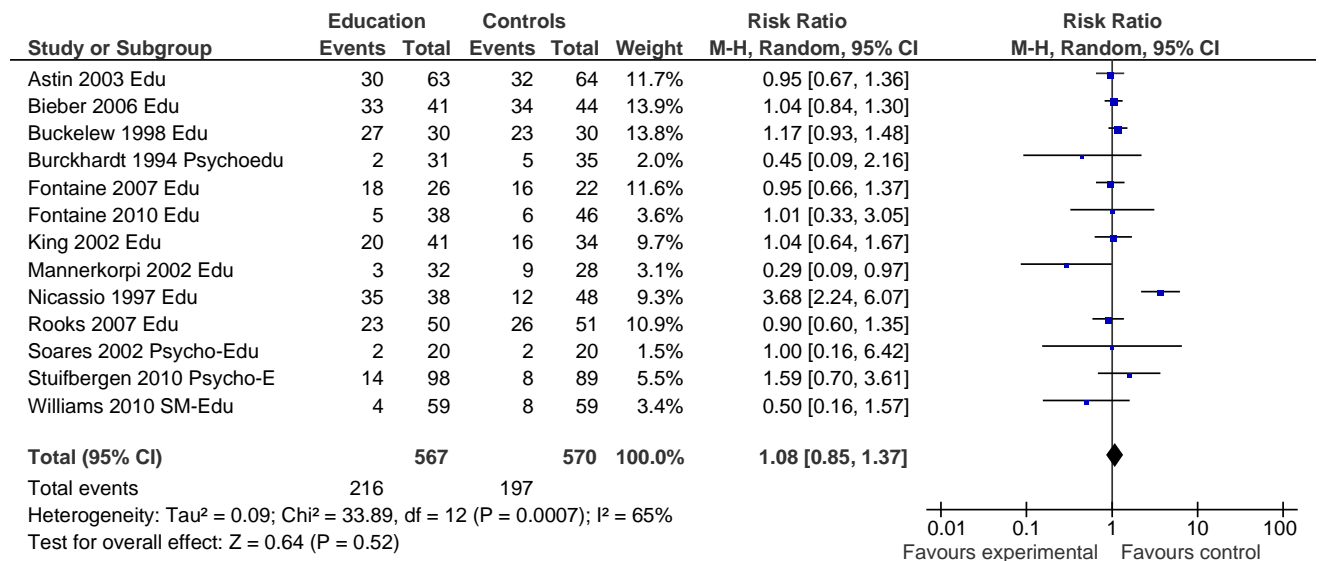 Education Controls Risk Ratio Risk Ratio
Study or Subgroup Events Total Events Total Weight M-H, Random, 95% CI M-H, Random, 95% CI
Astin 2003 Edu 30 63 32 64 11.7% 0.95 [0.67, 1.36]
Bieber 2006 Edu 33 41 34 44 13.9% 1.04 [0.84, 1.30]
Buckelew 1998 Edu 27 30 23 30 13.8% 1.17 [0.93, 1.48]
Burckhardt 1994 Psychoedu 2 31 5 35 2.0% 0.45 [0.09, 2.16]
Fontaine 2007 Edu 18 26 16 22 11.6% 0.95 [0.66, 1.37]
Fontaine 2010 Edu 5 38 6 46 3.6% 1.01 [0.33, 3.05]
King 2002 Edu 20 41 16 34 9.7% 1.04 [0.64, 1.67]
Mannerkorpi 2002 Edu 3 32 9 28 3.1% 0.29 [0.09, 0.97]
Nicassio 1997 Edu 35 38 12 48 9.3% 3.68 [2.24, 6.07]
Rooks 2007 Edu 23 50 26 51 10.9% 0.90 [0.60, 1.35]
Soares 2002 Psycho-Edu 2 20 2 20 1.5% 1.00 [0.16, 6.42]
Stuifbergen 2010 Psycho-E 14 98 8 89 5.5% 1.59 [0.70, 3.61]
Williams 2010 SM-Edu 4 59 8 59 3.4% 0.50 [0.16, 1.57]
Total (95% CI) 567 570 100.0% 1.08 [0.85, 1.37]
Total events 216 197
Heterogeneity: Tau² = 0.09; Chi² = 33.89, df = 12 (P = 0.0007); I² = 65%
Test for overall effect: Z = 0.64 (P = 0.52)
0.01 0.1 1 10 100
Favours experimental Favours control